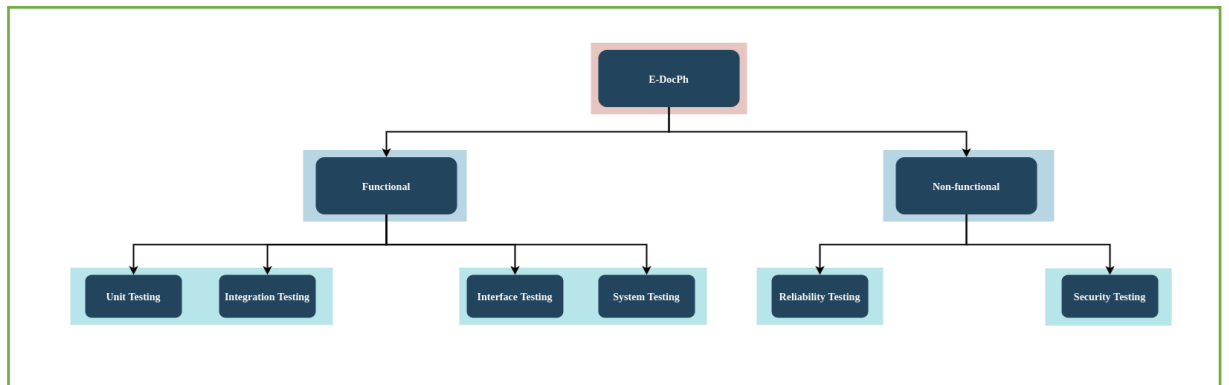 E-DocPh
Functional
Non-functional
Unit Testing
Integration Testing
Interface Testing
System Testing
Reliability Testing
Security Testing